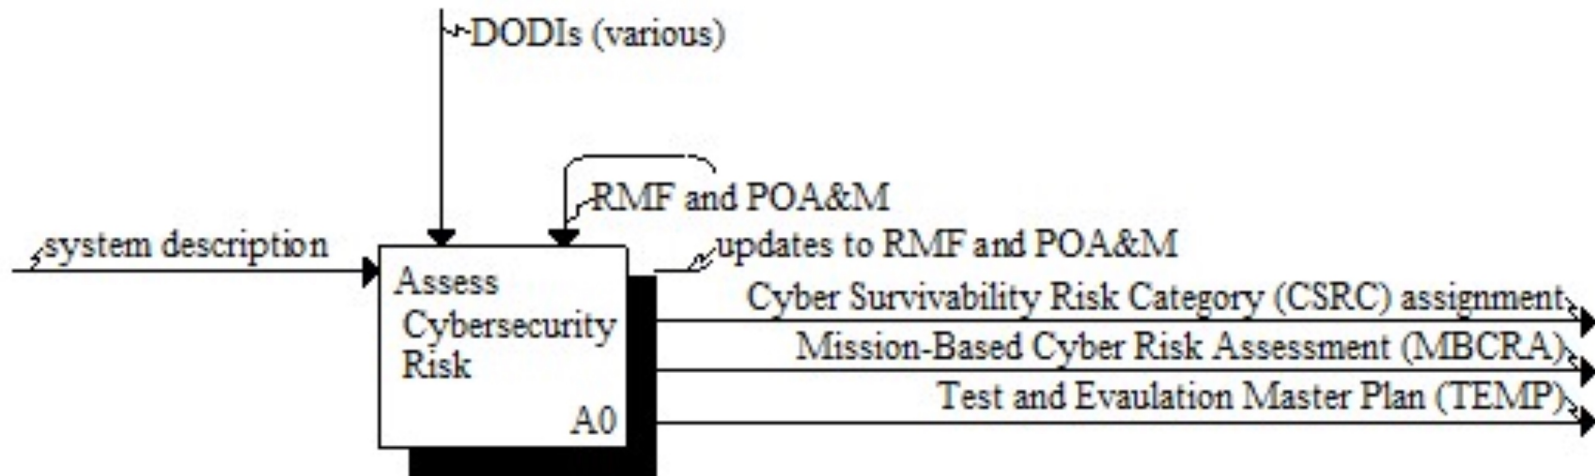 DODIs (various)
RMF and POA&M
system description
updates to RMF and POA&M
Assess
Cybersecurity
Risk
A0
Cyber Survivability Risk Category (CSRC) assignment
Mission-Based Cyber Risk Assessment (MBCRA)
Test and Evaulation Master Plan (TEMP)